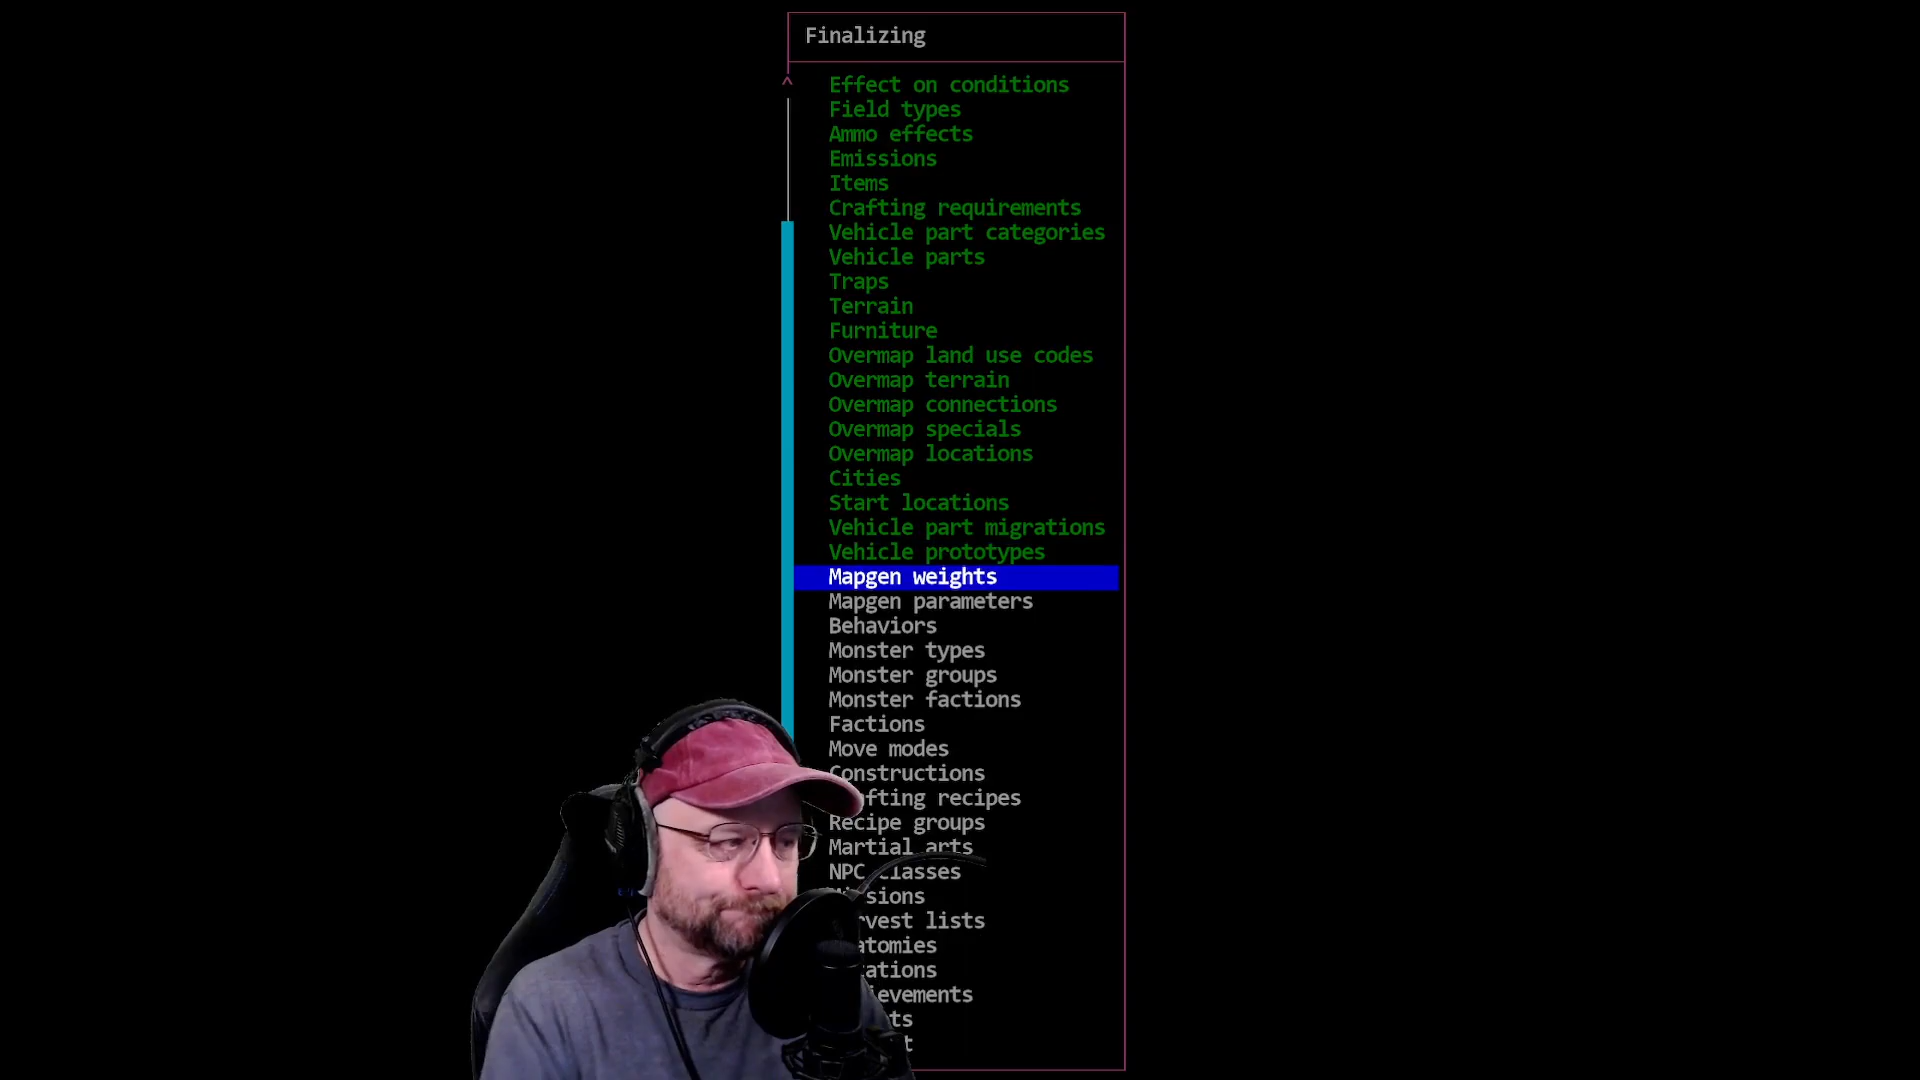 Finalizing
^
Effect on conditions
Field types
Ammo effects
Emissions
Items
Crafting requirements
Vehicle part categories
Vehicle parts
Traps
Terrain
Furniture
Overmap land use codes
Overmap terrain
Overmap connections
Overmap specials
Overmap locations
Cities
Start locations
Vehicle part migrations
Vehicle prototypes
Mapgen weights
Mapgen parameters
Behaviors
Monster types
Monster groups
Monster factions
Factions
Move modes
Constructions
recipes
Recipe groups
Martial arts
NPC classes
lists